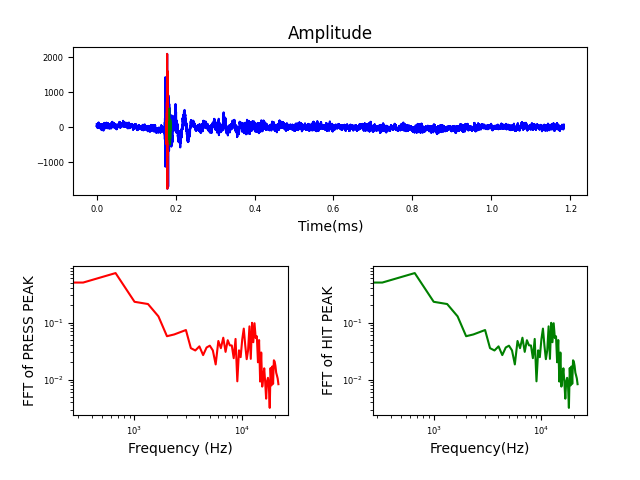 Amplitude
2000
1000
0
−1000
0.0 0.2 0.4 0.6 0.8 1.0 1.2
Time(ms)
FFT of PRESS PEAK
10⁻¹
10⁻²
10³ 10⁴
Frequency (Hz)
FFT of HIT PEAK
10⁻¹
10⁻²
10³ 10⁴
Frequency(Hz)